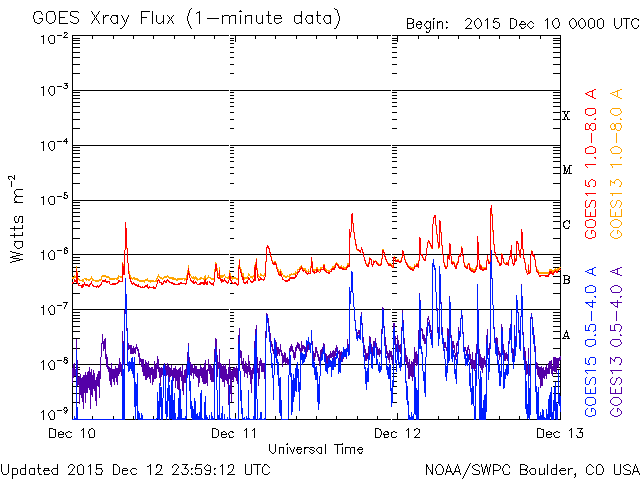 GOES Xray Flux (1-minute data)
Begin: 2015 Dec 10 0000 UTC
10-2
10-3
10-4
10-5
10-6
10-7
10-8
10-9
Watts m-2
X
M
C
B
A
GOES15 1.0-8.0 A
GOES13 1.0-8.0 A
GOES15 0.5-4.0 A
GOES13 0.5-4.0 A
Dec 10
Dec 11
Dec 12
Dec 13
Universal Time
Updated 2015 Dec 12 23:59:12 UTC
NOAA/SWPC Boulder, CO USA